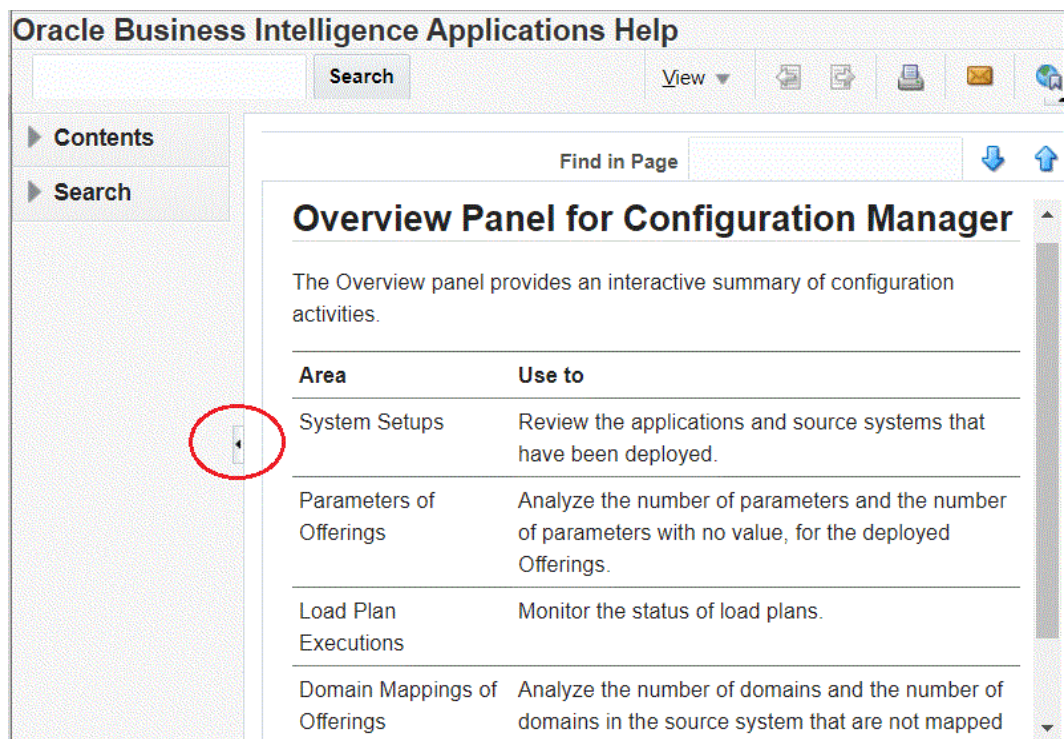 Oracle Business Intelligence Applications Help
Search
View
Contents
Search
Find in Page
Overview Panel for Configuration Manager
The Overview panel provides an interactive summary of configuration
activities.
Area Use to
System Setups Review the applications and source systems that
have been deployed.
Parameters of Analyze the number of parameters and the number
Offerings of parameters with no value, for the deployed
Offerings.
Load Plan Monitor the status of load plans.
Executions
Domain Mappings of Analyze the number of domains and the number of
Offerings domains in the source system that are not mapped